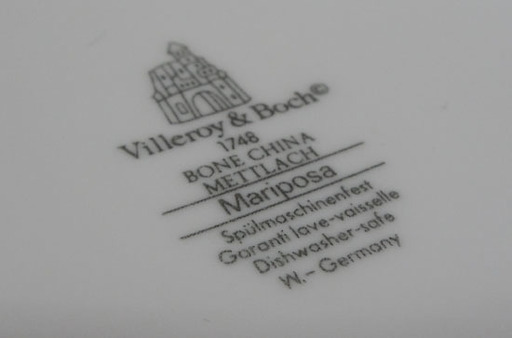 Villeroy & Boch©
1748
BONE CHINA
METTLACH
Mariposa
Spülmaschinenfest
Garanti lave-vaisselle
Dishwasher-safe
W.- Germany